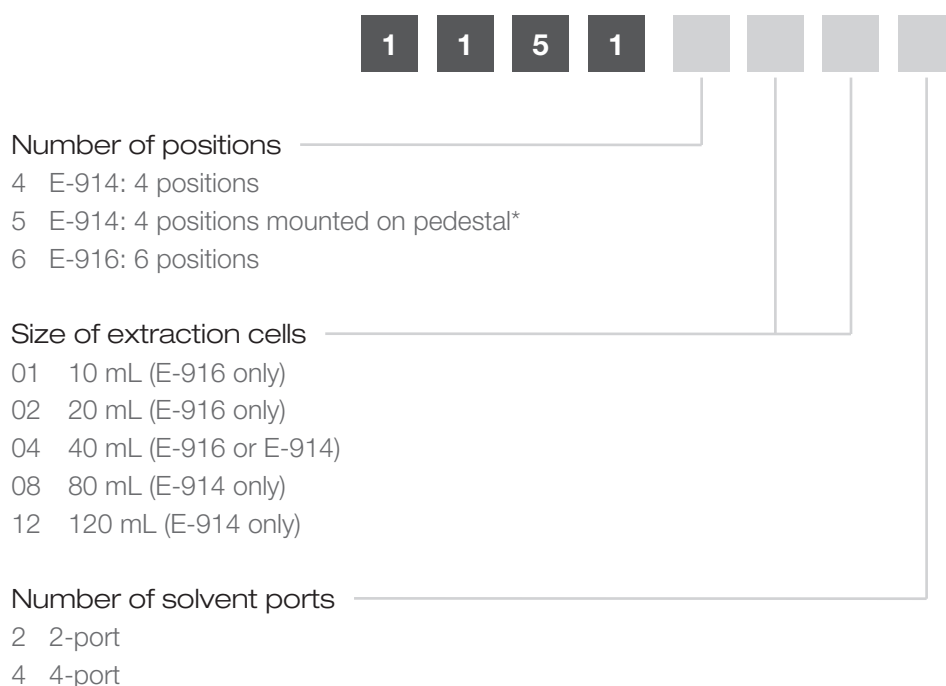 1 1 5 1
Number of positions
4 E-914: 4 positions
5 E-914: 4 positions mounted on pedestal*
6 E-916: 6 positions
Size of extraction cells
01 10 mL (E-916 only)
02 20 mL (E-916 only)
04 40 mL (E-916 or E-914)
08 80 mL (E-914 only)
12 120 mL (E-914 only)
Number of solvent ports
2 2-port
4 4-port